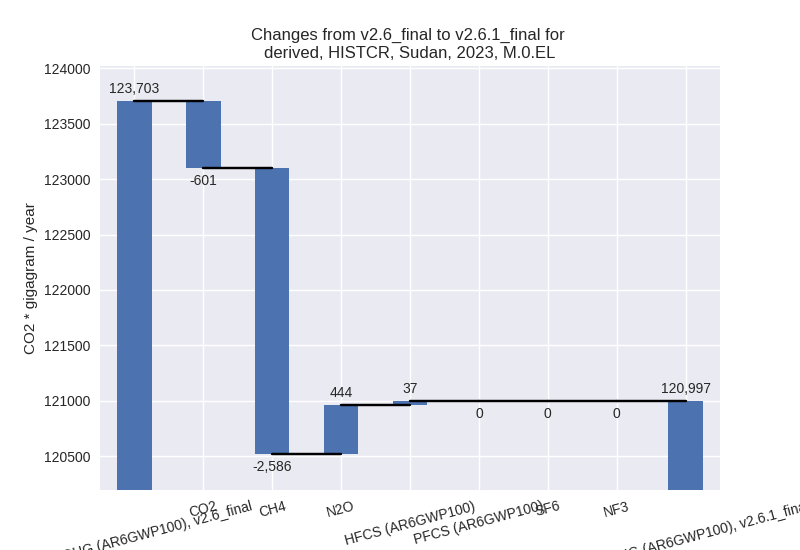 Changes from v2.6_final to v2.6.1_final for
derived, HISTCR, Sudan, 2023, M.0.EL
CO2 * gigagram / year
124000
123500
123000
122500
122000
121500
121000
120500
123,703
-601
-2,586
444
37
0
0
0
120,997
(AR6GWP100), v2.6_final
CO2
CH4
N2O
HFCS (AR6GWP100)
PFCS (AR6GWP100)
SF6
NF3
(AR6GWP100), v2.6.1_final